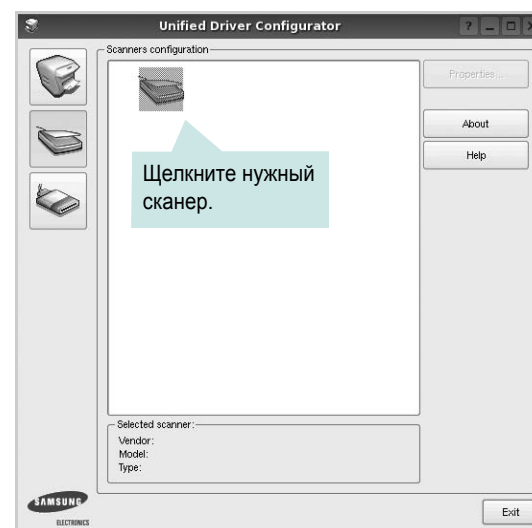 Unified Driver Configurator
Scanners configuration
Properties...
About
Help
Щелкните нужный
сканер.
Selected scanner:
Vendor:
Model:
Type:
SAMSUNG
ELECTRONICS
Exit